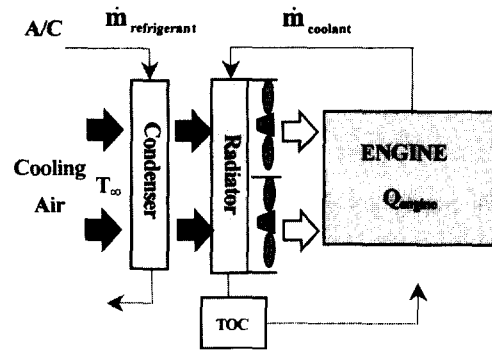 A/C
ṁ refrigerant
ṁ coolant
Cooling
Air
T∞
Condenser
Radiator
ENGINE
Q engine
TOC